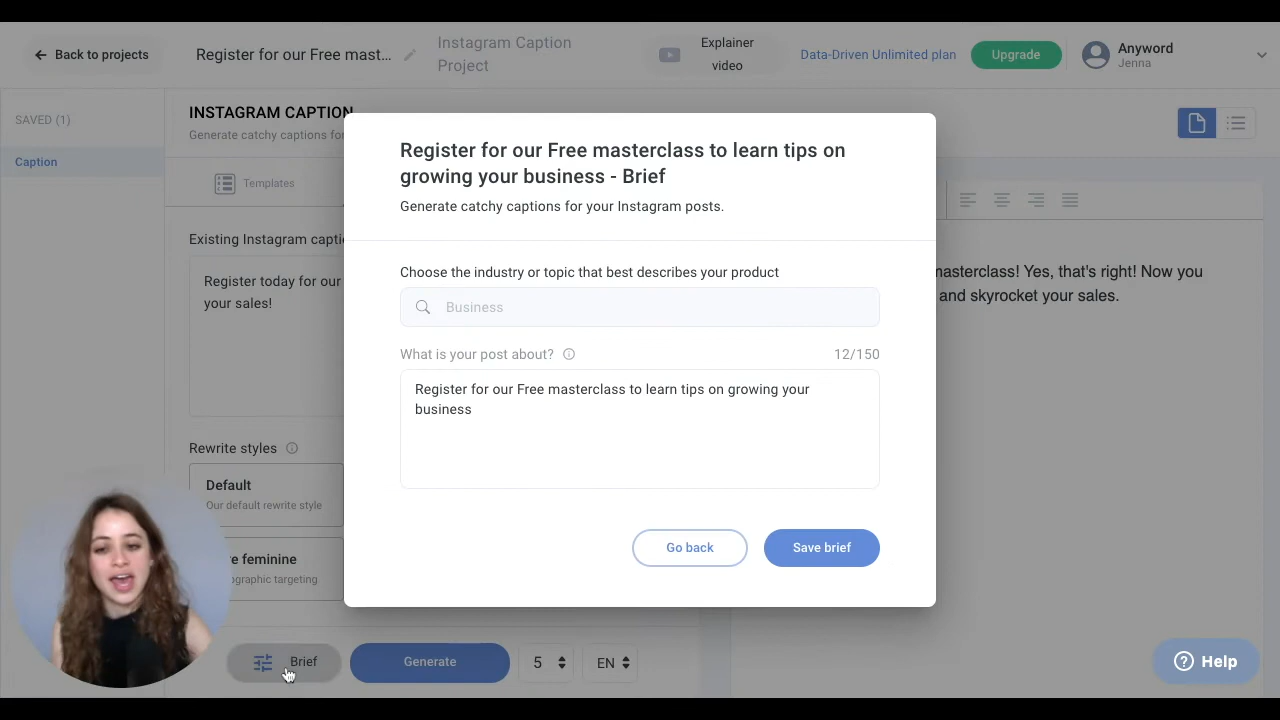 Back to projects
Register for our Free mast...
Instagram Caption
Project
Explainer
video
Data-Driven Unlimited plan
Upgrade
Anyword
Jenna
SAVED (1)
INSTAGRAM CAPTION
Generate catchy captions for
Caption
Templates
Existing Instagram capti
Register today for our
your sales!
Rewrite styles
Default
Our default rewrite style
feminine
ographic targeting
Register for our Free masterclass to learn tips on
growing your business - Brief
Generate catchy captions for your Instagram posts.
Choose the industry or topic that best describes your product
Business
What is your post about?
12/150
Register for our Free masterclass to learn tips on growing your
business
Go back
Save brief
masterclass! Yes, that's right! Now you
and skyrocket your sales.
Brief
Generate
5
EN
Help